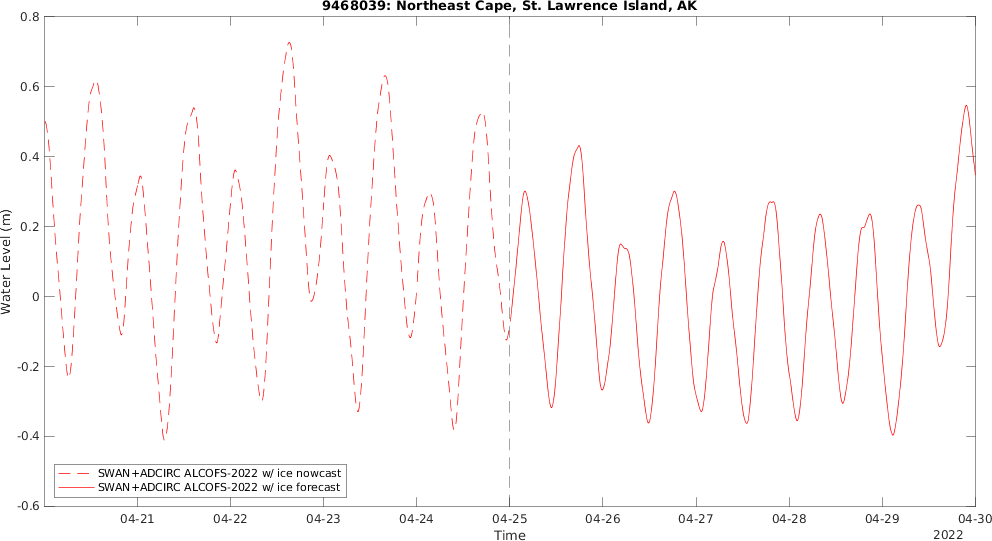 9468039: Northeast Cape, St. Lawrence Island, AK
0.8
0.6
0.4
0.2
0
-0.2
-0.4
-0.6
Water Level (m)
SWAN+ADCIRC ALCOFS-2022 w/ ice nowcast
SWAN+ADCIRC ALCOFS-2022 w/ ice forecast
04-21 04-22 04-23 04-24 04-25 04-26 04-27 04-28 04-29 04-30
Time
2022